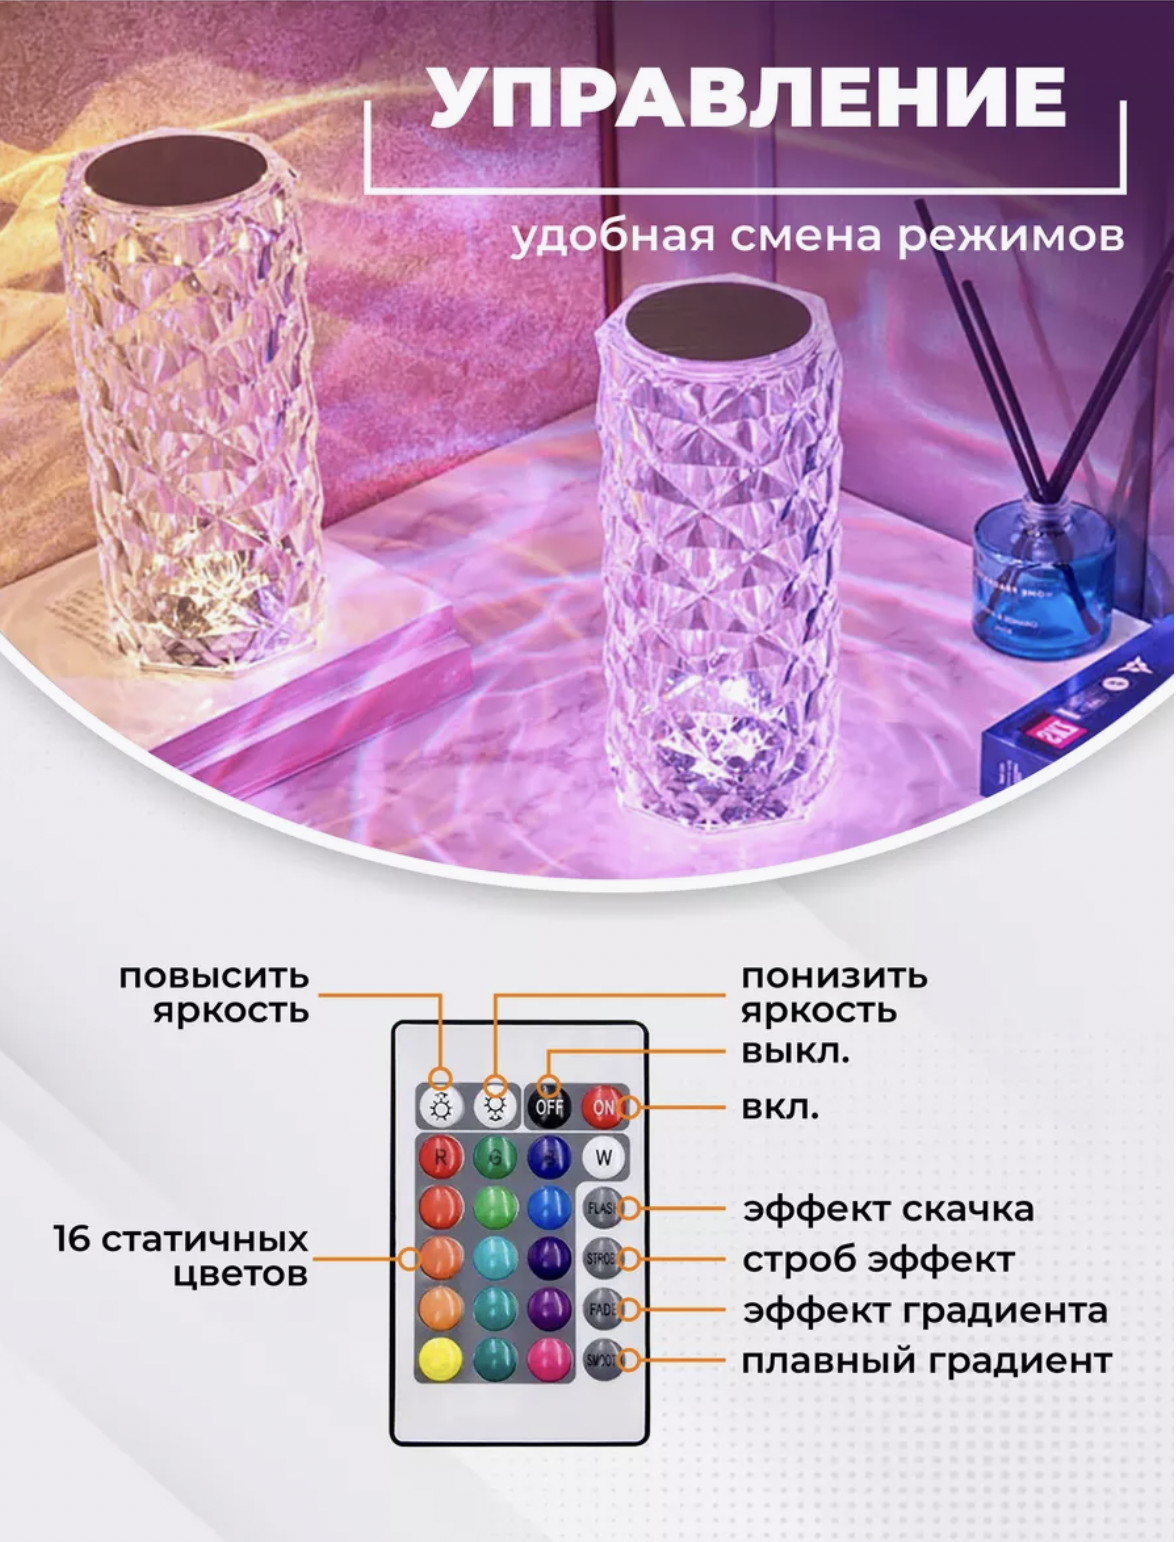 УПРАВЛЕНИЕ
удобная смена режимов
повысить
яркость
понизить
яркость
выкл.
вкл.
OFF
ON
R
G
B
W
FLASH
эффект скачка
16 статичных
цветов
STROBE
строб эффект
FADE
эффект градиента
SMOOTH
плавный градиент